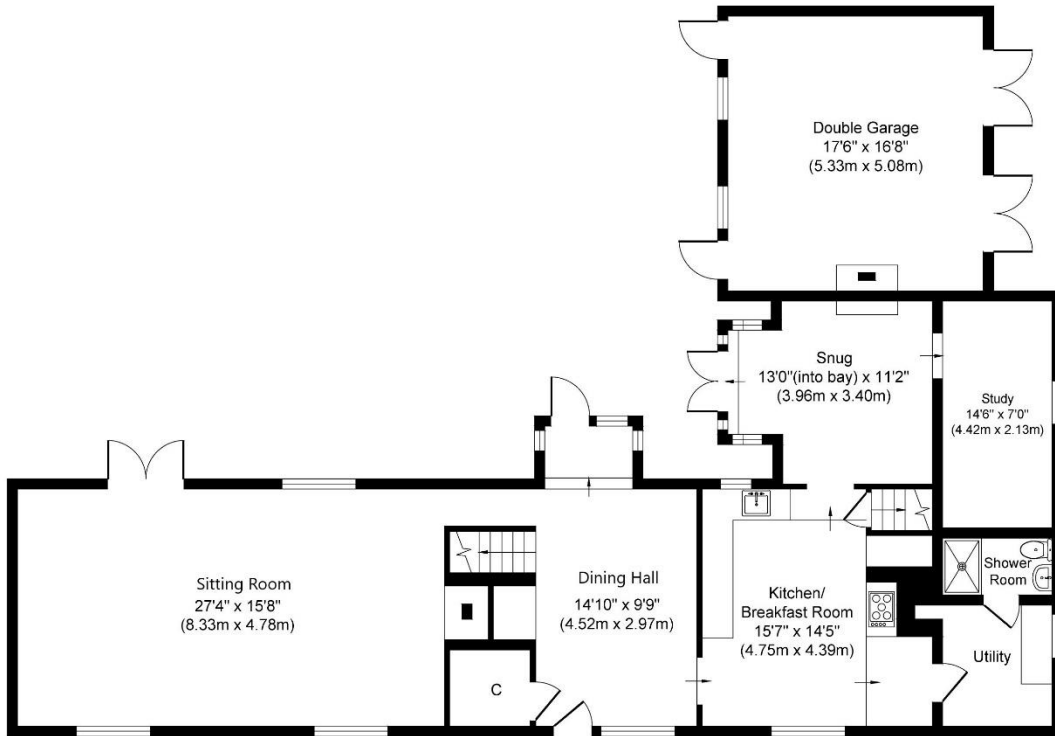 Double Garage
17'6" x 16'8"
(5.33m x 5.08m)
Snug
13'0"(into bay) x 11'2"
(3.96m x 3.40m)
Study
14'6" x 7'0"
(4.42m x 2.13m)
Sitting Room
27'4" x 15'8"
(8.33m x 4.78m)
Dining Hall
14'10" x 9'9"
(4.52m x 2.97m)
Kitchen/
Breakfast Room
15'7" x 14'5"
(4.75m x 4.39m)
Shower
Room
Utility
C